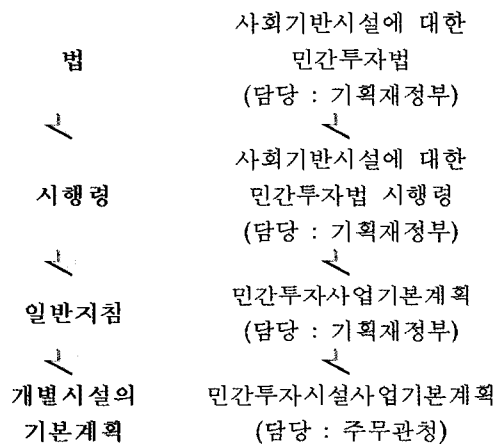 사회기반시설에 대한
법 민간투자법
(담당 : 기획재정부)
사회기반시설에 대한
시행령 민간투자법 시행령
(담당 : 기획재정부)
민간투자사업기본계획
일반지침
(담당 : 기획재정부)
개별시설의 민간투자시설사업기본계획
기본계획 (담당 : 주무관청)